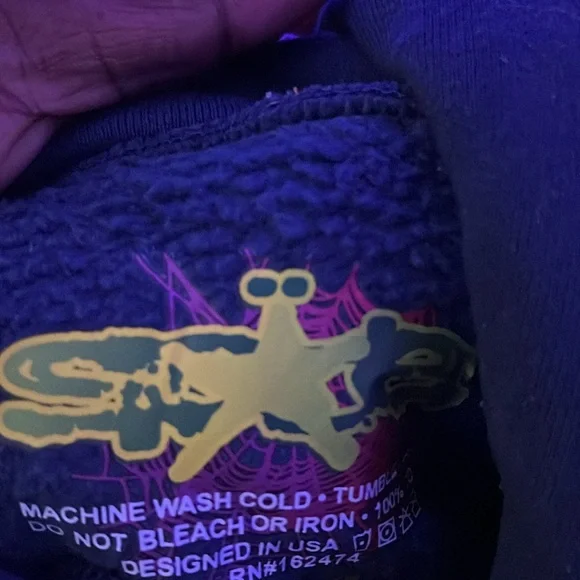 MACHINE WASH COLD • TUMBLE
DO NOT BLEACH OR IRON • 100%
DESIGNED IN USA
RN#162474